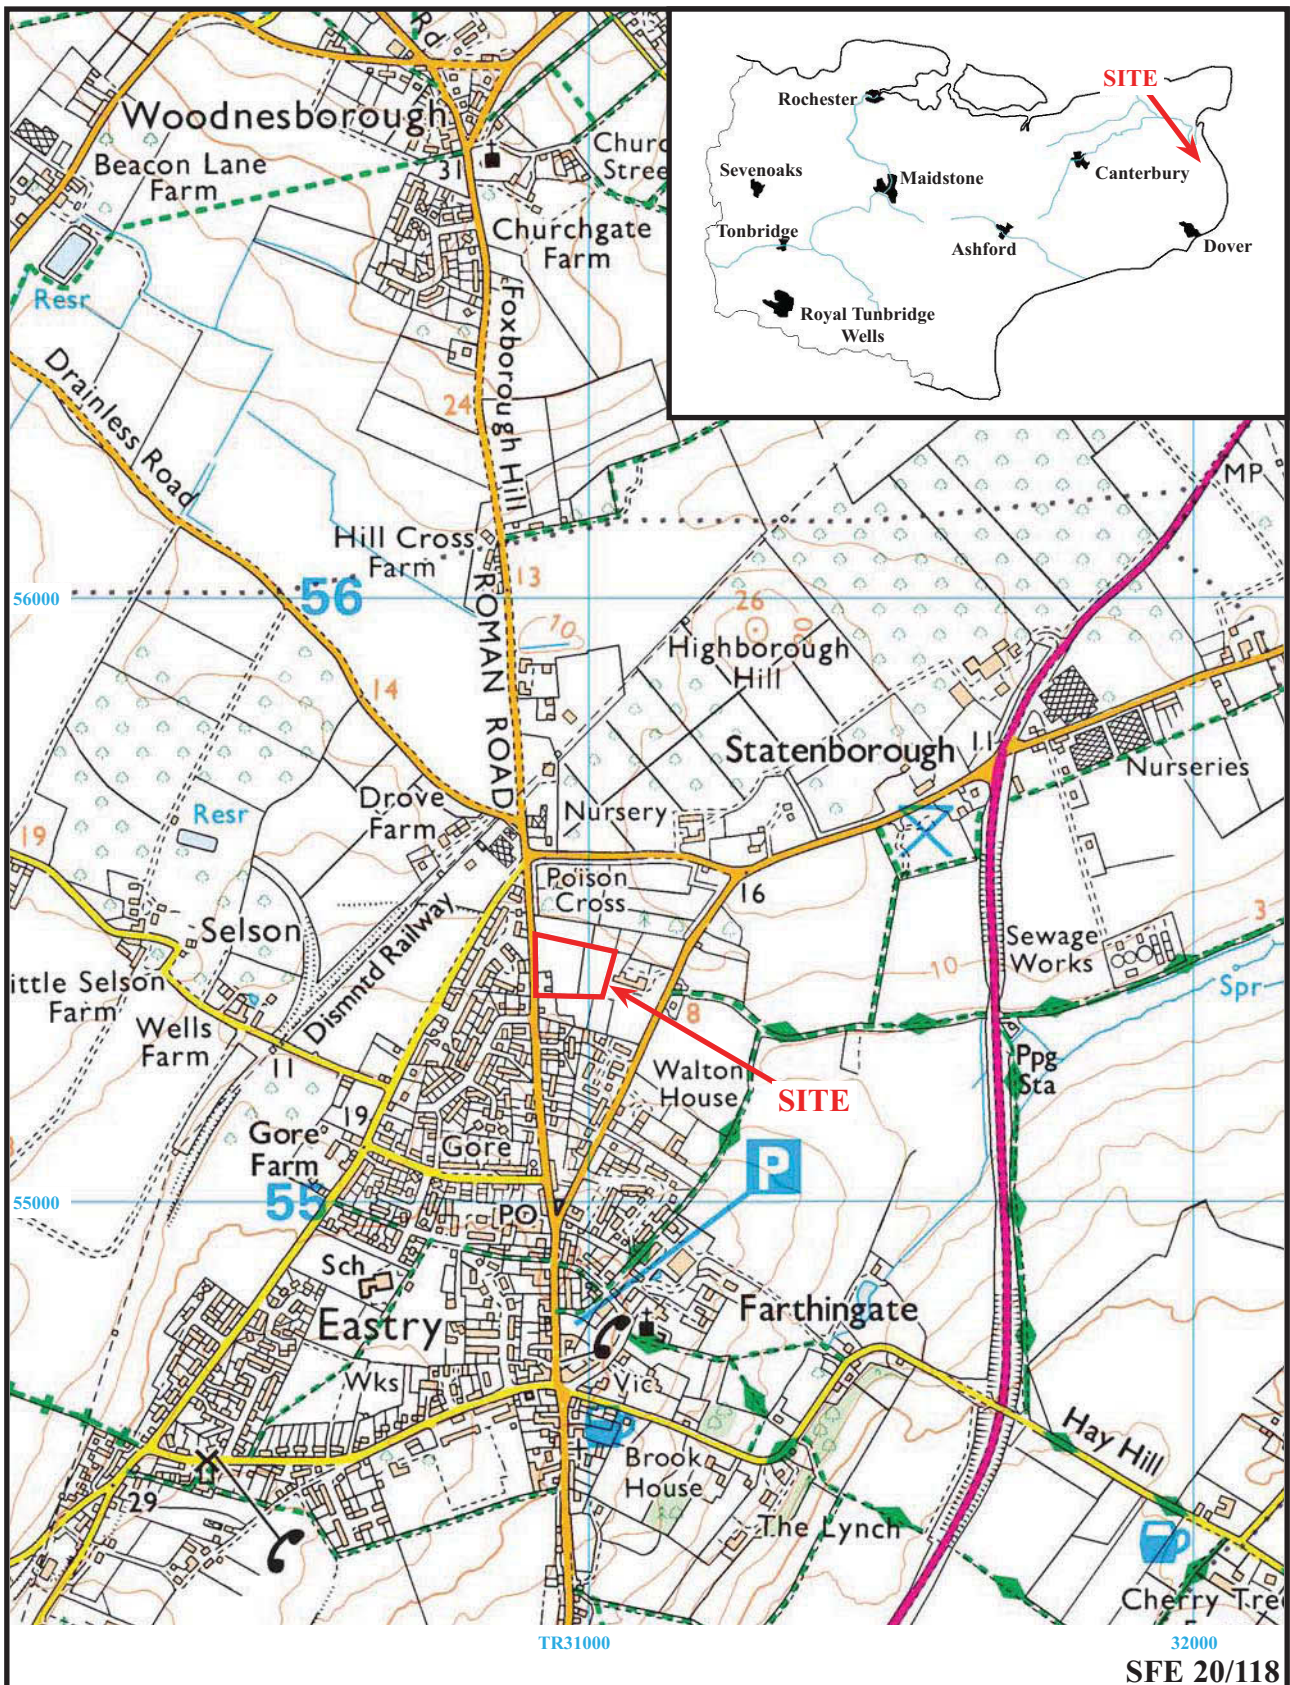 Rd
Woodnesborough
31
Beacon Lane
Farm
Churc
Stree
Churchgate
Farm
Resr
Foxborough Hill
24
Drainless Road
Hill Cross
Farm
13
ROMAN ROAD
56000
56
10
26
20
Highborough
Hill
MP
14
Statenborough
11
Nurseries
Drove
Farm
Nursery
Resr
19
Poison
Cross
16
Selson
Dismntd Railway
Sewage
Works
3
10
Spr
ittle Selson
Farm
Wells
Farm
11
8
Walton
House
SITE
Ppg
Sta
19
Gore
Farm
Gore
P
55000
55
PO
Sch
Eastry
Farthingate
Wks
Vic
Brook
House
Hay Hill
29
The Lynch
Cherry Tree
TR31000
32000
SFE 20/118
SITE
Rochester
Sevenoaks
Maidstone
Canterbury
Tonbridge
Ashford
Dover
Royal Tunbridge
Wells